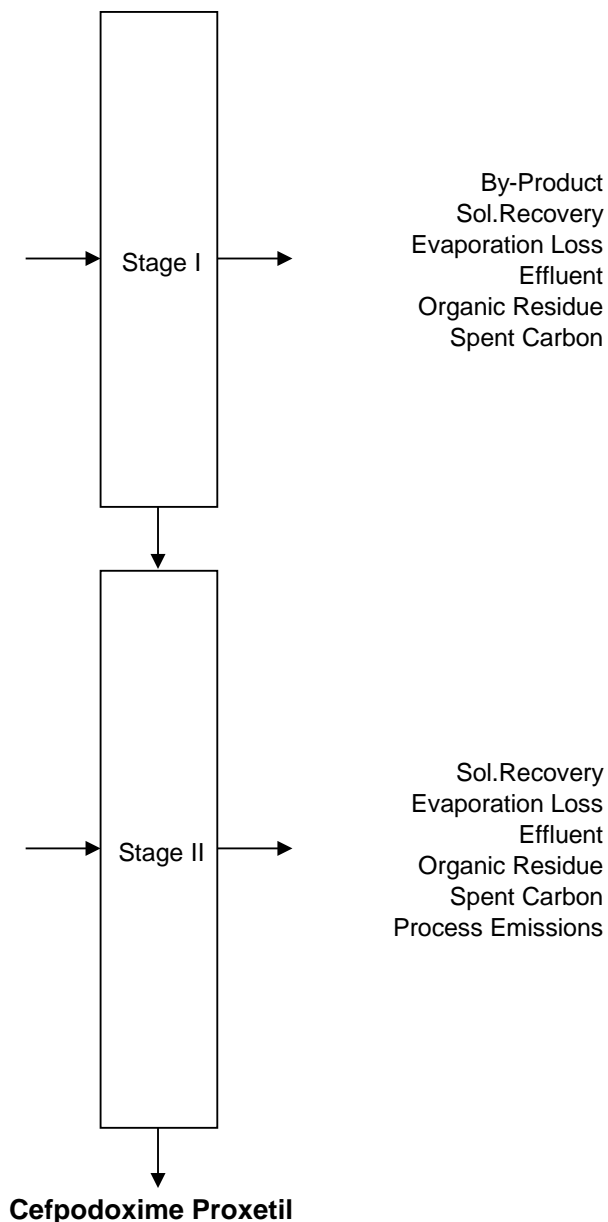 By-Product
Sol.Recovery
Evaporation Loss
Effluent
Organic Residue
Spent Carbon
Stage I
Sol.Recovery
Evaporation Loss
Effluent
Organic Residue
Spent Carbon
Process Emissions
Stage II
Cefpodoxime Proxetil